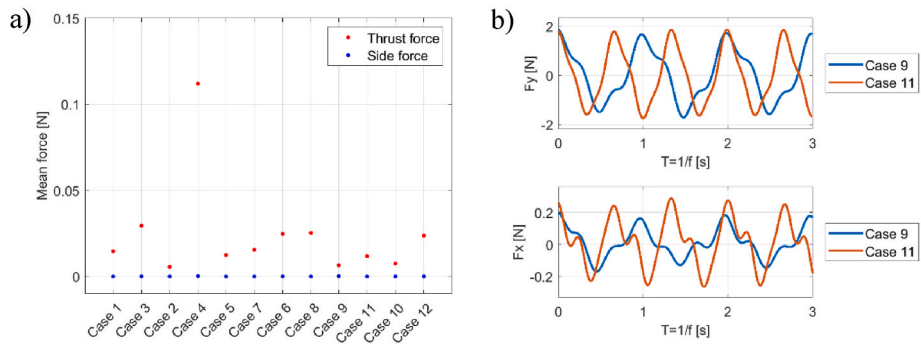 a)
0.15
0.1
0.05
0
Mean force [N]
Thrust force
Side force
Case 1
Case 3
Case 2
Case 4
Case 5
Case 7
Case 6
Case 8
Case 9
Case 11
Case 10
Case 12
b)
2
0
-2
Fy [N]
0 1 2 3
T=1/f [s]
Case 9
Case 11
0.2
0
-0.2
Fx [N]
0 1 2 3
T=1/f [s]
Case 9
Case 11